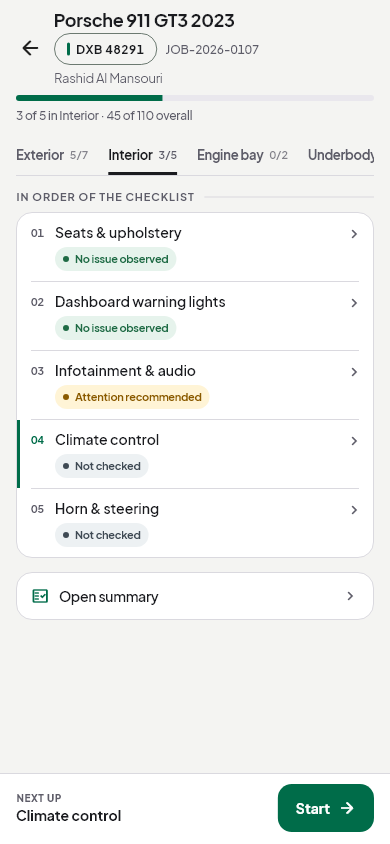 Porsche 911 GT3 2023
DXB 48291 JOB-2026-0107
Rashid Al Mansouri
3 of 5 in Interior · 45 of 110 overall
Exterior 5/7 Interior 3/5 Engine bay 0/2 Underbody
IN ORDER OF THE CHECKLIST
01 Seats & upholstery
No issue observed
02 Dashboard warning lights
No issue observed
03 Infotainment & audio
Attention recommended
04 Climate control
Not checked
05 Horn & steering
Not checked
Open summary
NEXT UP
Climate control
Start